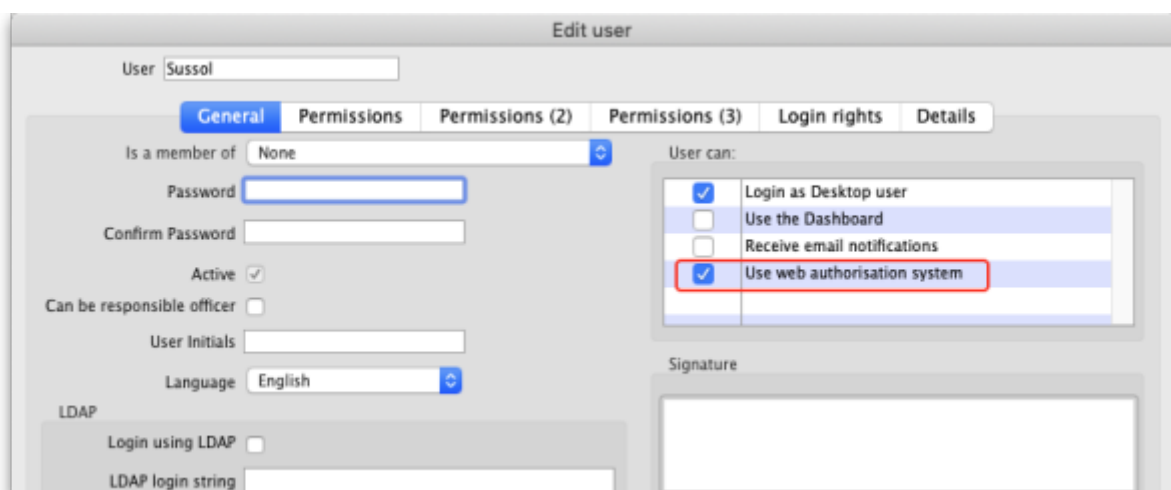 Edit user
User Sussol
General Permissions Permissions (2) Permissions (3) Login rights Details
Is a member of None
Password
Confirm Password
Active
Can be responsible officer
User Initials
Language English
LDAP
Login using LDAP
LDAP login string
User can:
Login as Desktop user
Use the Dashboard
Receive email notifications
Use web authorisation system
Signature